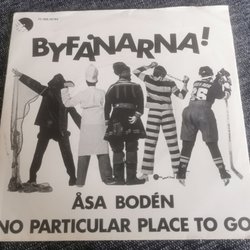 BYFÅNARNA!
ÅSA BODÉN
NO PARTICULAR PLACE TO GO